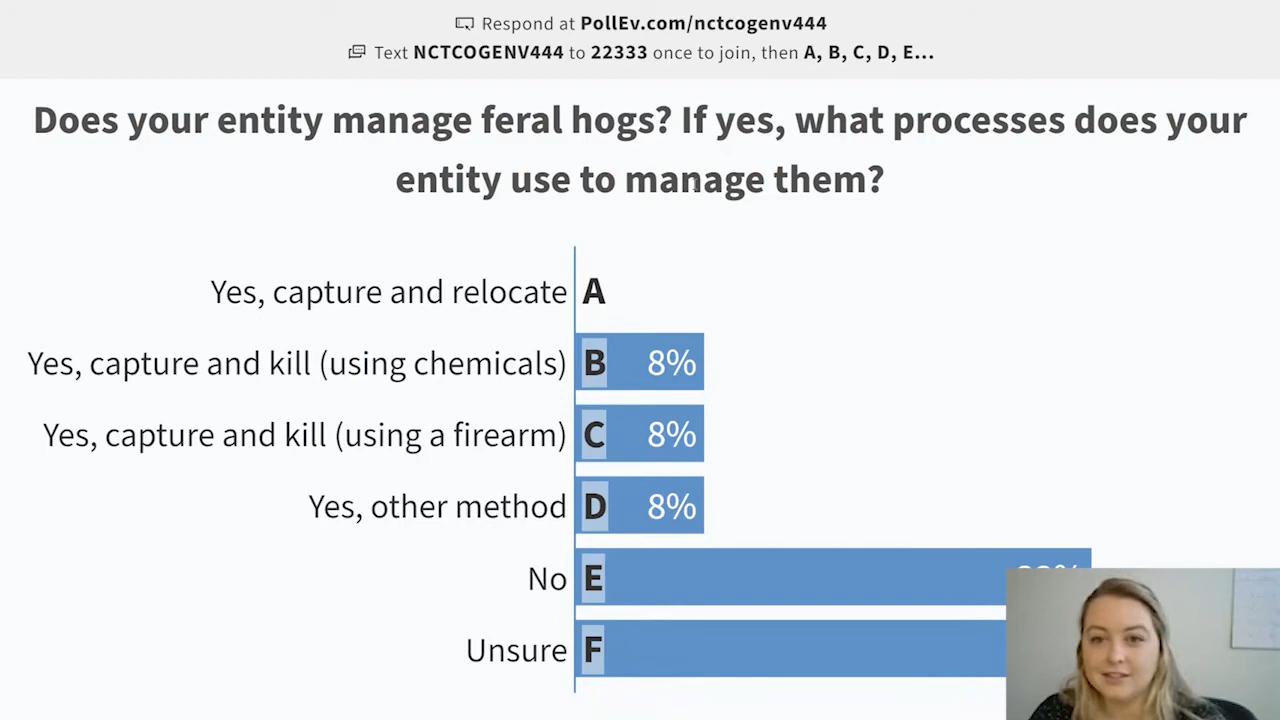 Respond at PollEv.com/nctcogenv444
Text NCTCOGENV444 to 22333 once to join, then A, B, C, D, E...
Does your entity manage feral hogs? If yes, what processes does your
entity use to manage them?
Yes, capture and relocate A
Yes, capture and kill (using chemicals) B 8%
Yes, capture and kill (using a firearm) C 8%
Yes, other method D 8%
No E
Unsure F